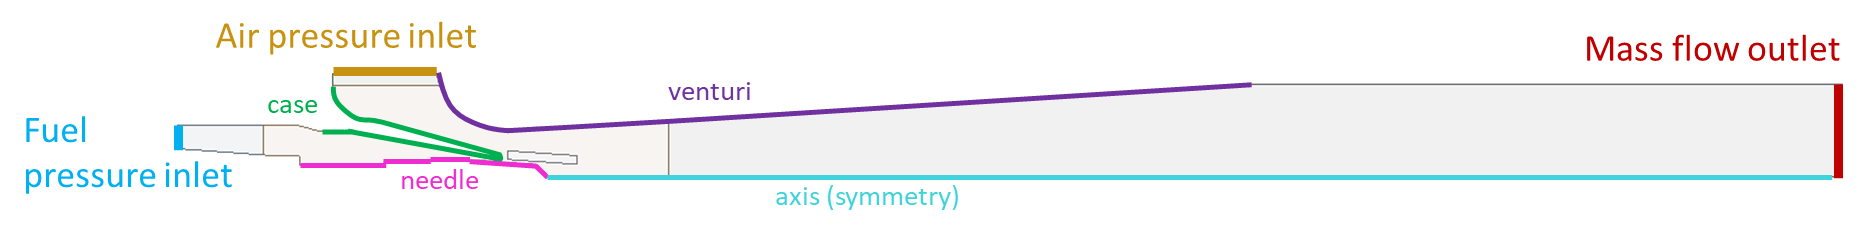 Air pressure inlet
Mass flow outlet
venturi
case
Fuel
pressure inlet
needle
axis (symmetry)